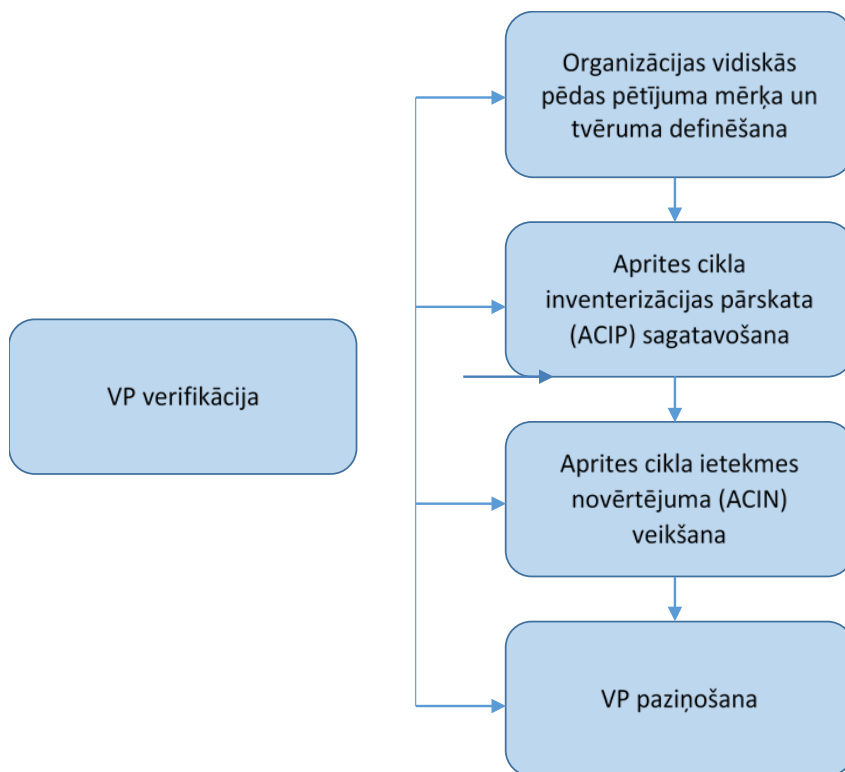 Organizācijas vidiskās
pēdas pētījuma mērķa un
tvēruma definēšana
Aprites cikla
inventerizācijas pārskata
(ACIP) sagatavošana
VP verifikācija
Aprites cikla ietekmes
novērtējuma (ACIN)
veikšana
VP paziņošana